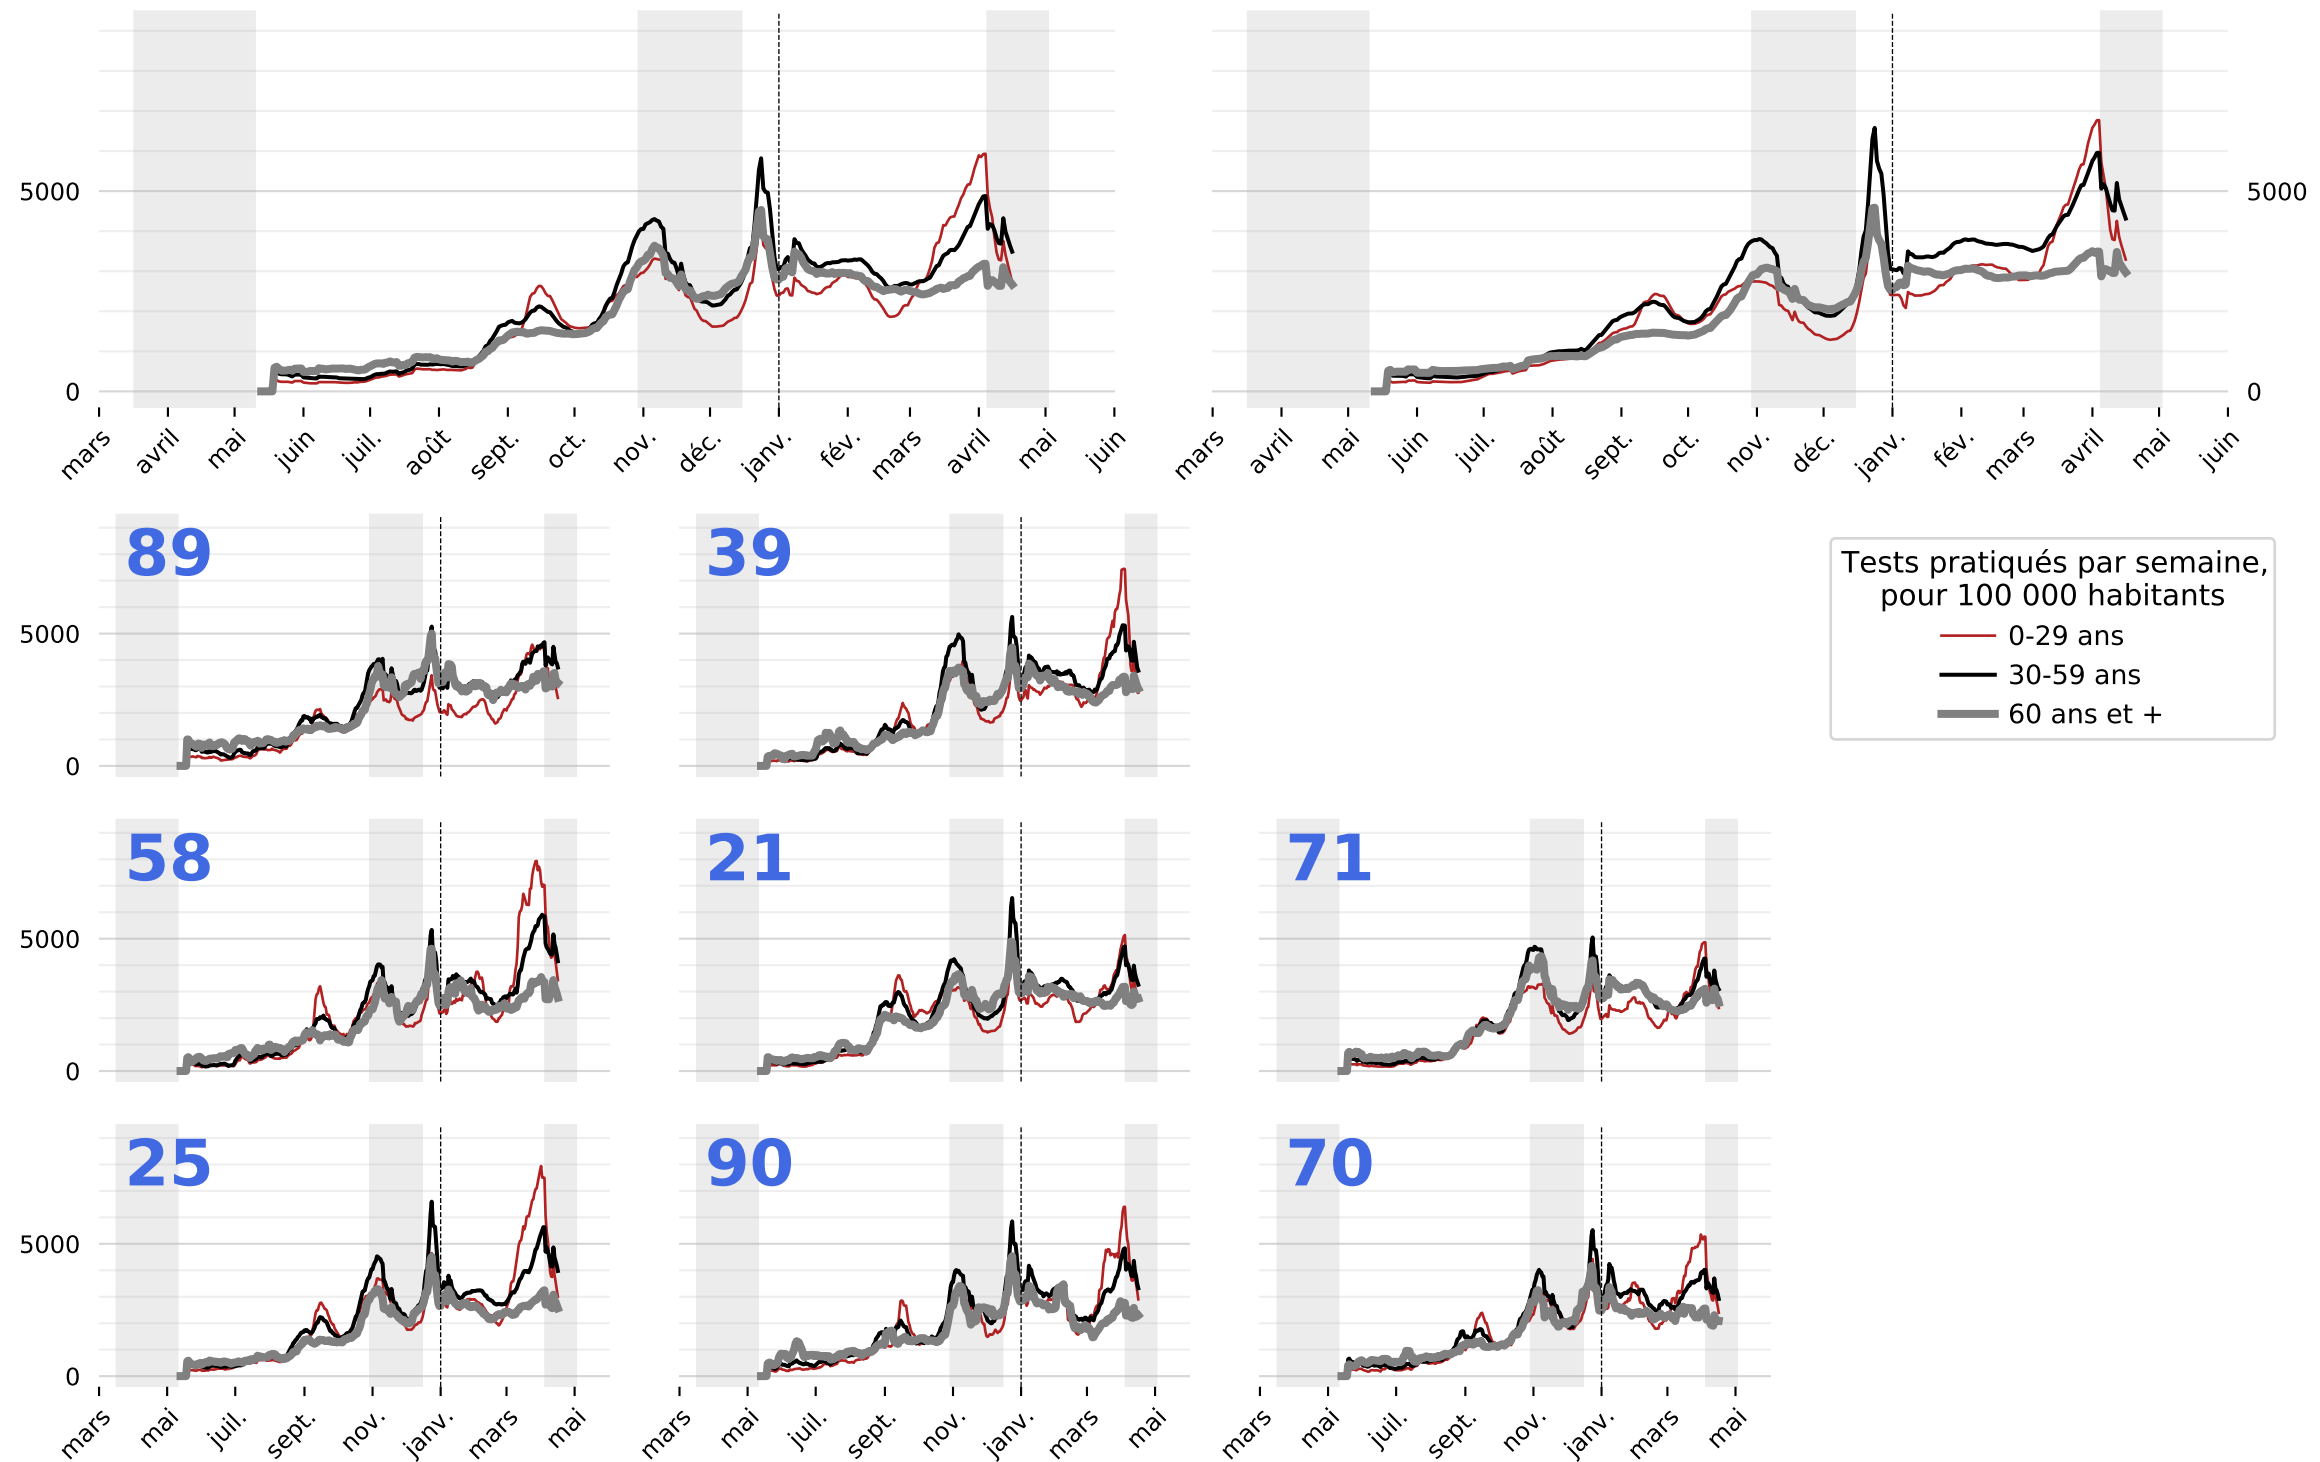 5000
0
mars avril mai juin juil. août sept. oct. nov. déc. janv. fév. mars avril mai juin
5000
0
mars avril mai juin juil. août sept. oct. nov. déc. janv. fév. mars avril mai juin
89
5000
0
39
Tests pratiqués par semaine,
pour 100 000 habitants
0-29 ans
30-59 ans
60 ans et +
58
5000
0
21
71
25
5000
0
90
70
mars mai juil. sept. nov. janv. mars mai
mars mai juil. sept. nov. janv. mars mai
mars mai juil. sept. nov. janv. mars mai